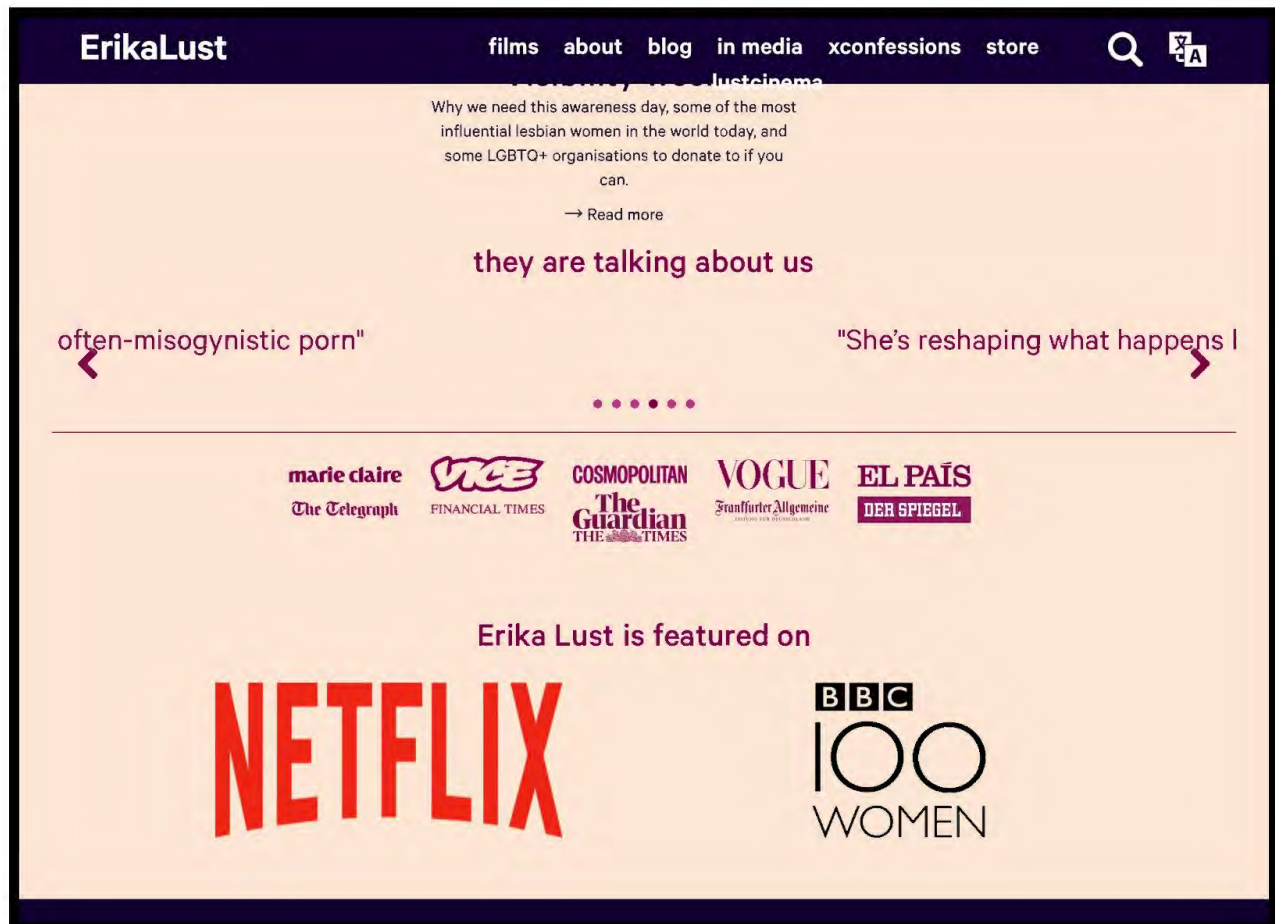 ErikaLust
films about blog in media xconfessions store
lustcinema
Why we need this awareness day, some of the most
influential lesbian women in the world today, and
some LGBTQ+ organisations to donate to if you
can.
→ Read more
they are talking about us
often-misogynistic porn"
"She's reshaping what happens I
marie claire
VICE
COSMOPOLITAN
VOGUE
EL PAÍS
The Telegraph
FINANCIAL TIMES
The Guardian
Frankfurter Allgemeine
ZEITUNG FÜR DEUTSCHLAND
DER SPIEGEL
THE TIMES
Erika Lust is featured on
NETFLIX
BBC
100
WOMEN